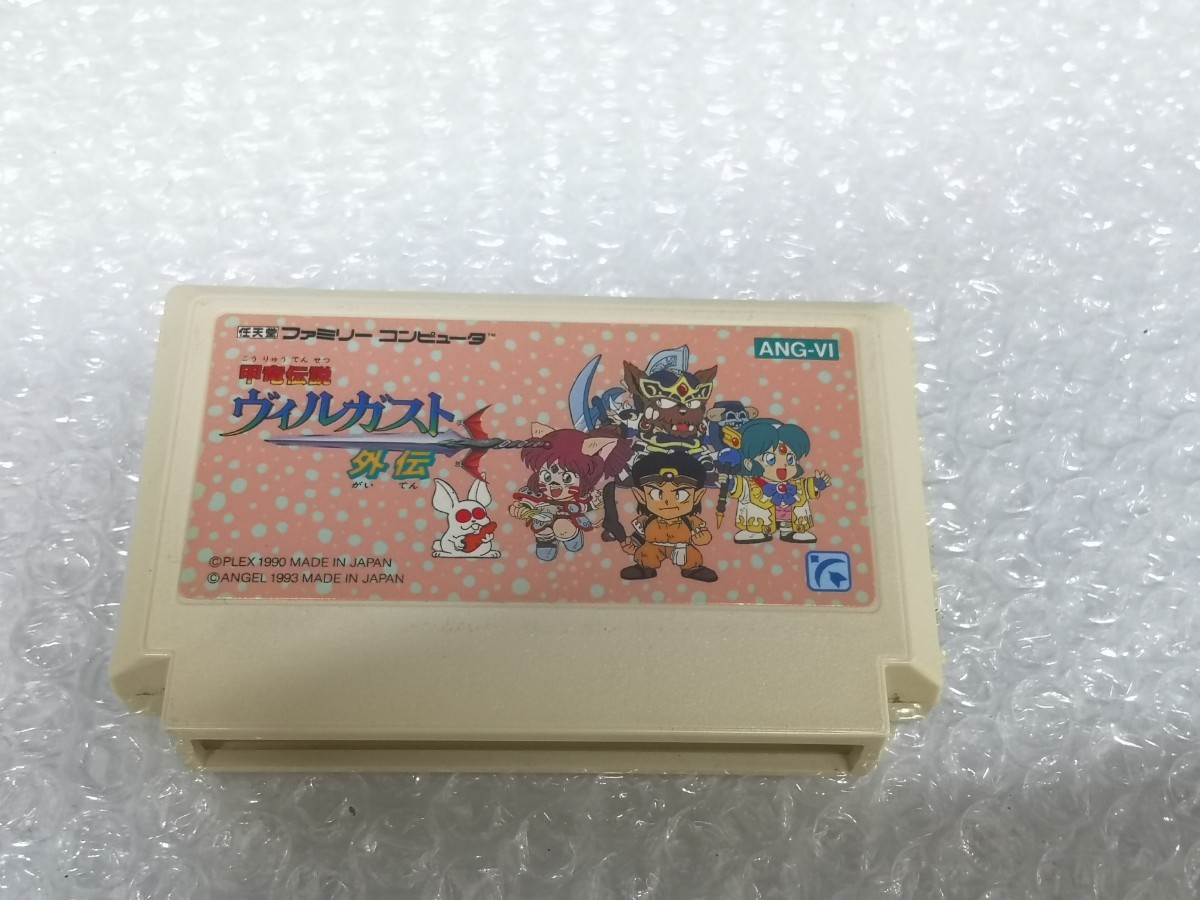 任天堂 ファミリー コンピュータ™
ANG-VI
こうりゅうでんせつ
甲竜伝説
ヴィルガスト
外伝
がいでん
©PLEX 1990 MADE IN JAPAN
©ANGEL 1993 MADE IN JAPAN